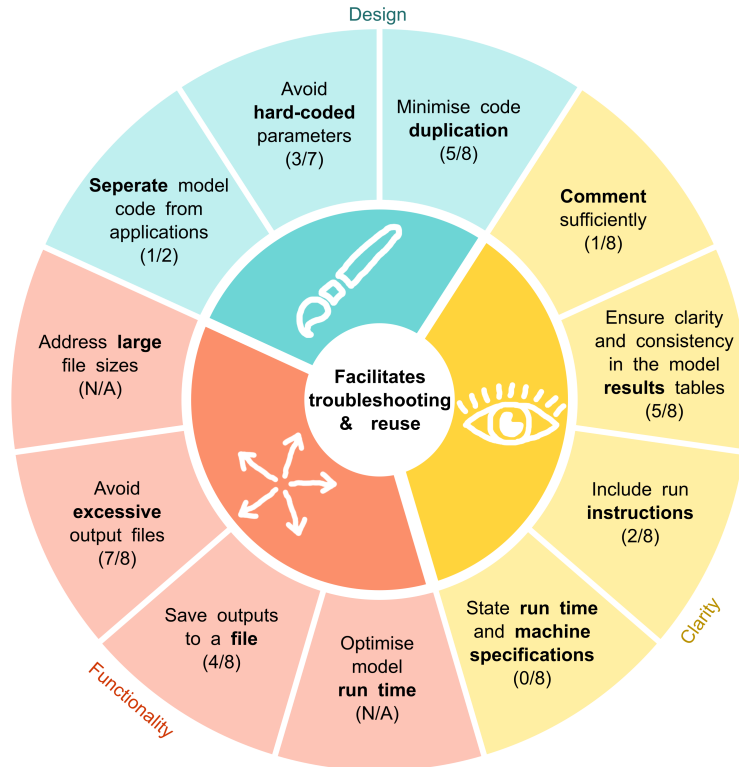 Design
Avoid
hard-coded
parameters
(3/7)
Minimise code
duplication
(5/8)
Seperate model
code from
applications
(1/2)
Comment
sufficiently
(1/8)
Address large
file sizes
(N/A)
Facilitates
troubleshooting
& reuse
Ensure clarity
and consistency
in the model
results tables
(5/8)
Avoid
excessive
output files
(7/8)
Include run
instructions
(2/8)
Save outputs
to a file
(4/8)
Optimise
model
run time
(N/A)
State run time
and machine
specifications
(0/8)
Functionality
Clarity